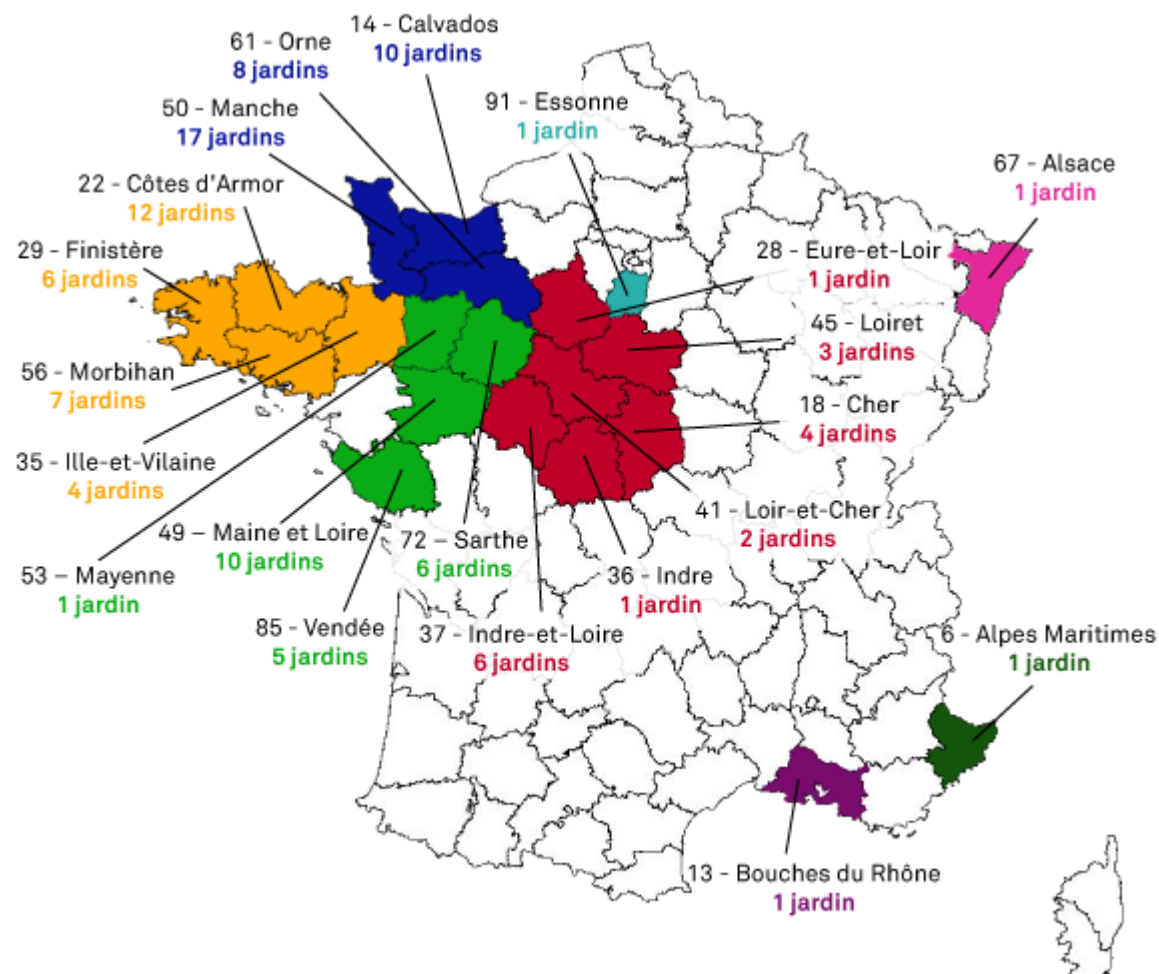 14 - Calvados
10 jardins
61 - Orne
8 jardins
50 - Manche
17 jardins
91 - Essonne
1 jardin
67 - Alsace
1 jardin
22 - Côtes d'Armor
12 jardins
29 - Finistère
6 jardins
28 - Eure-et-Loir
1 jardin
45 - Loiret
3 jardins
56 - Morbihan
7 jardins
18 - Cher
4 jardins
35 - Ille-et-Vilaine
4 jardins
41 - Loir-et-Cher
2 jardins
49 – Maine et Loire
10 jardins
72 – Sarthe
6 jardins
53 – Mayenne
1 jardin
36 - Indre
1 jardin
85 - Vendée
5 jardins
37 - Indre-et-Loire
6 jardins
6 - Alpes Maritimes
1 jardin
13 - Bouches du Rhône
1 jardin